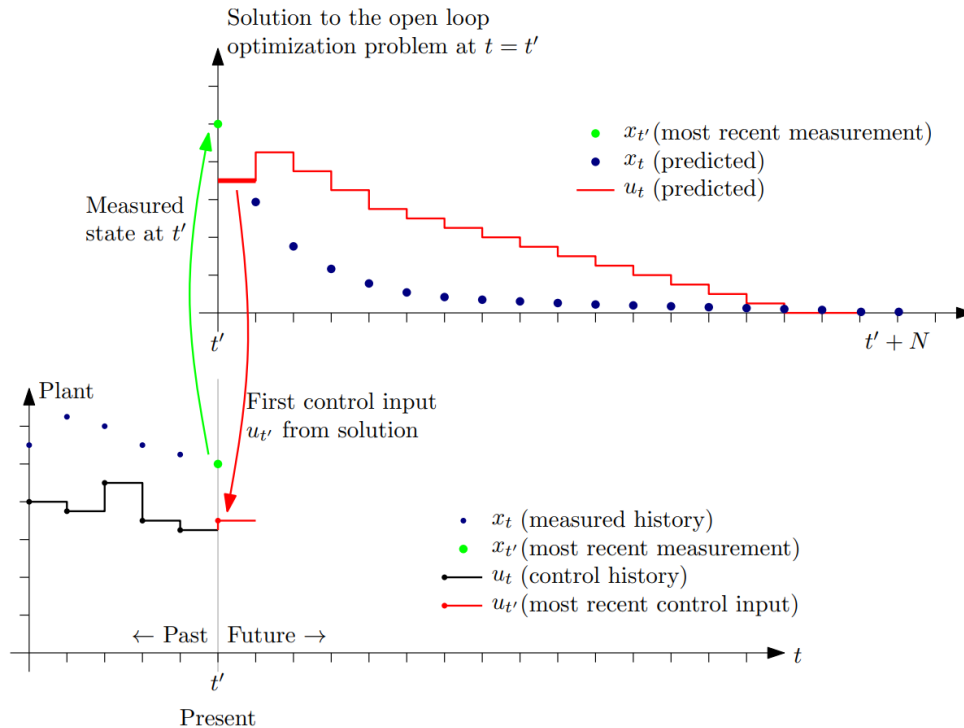 Solution to the open loop
optimization problem at t = t′
x_{t′}(most recent measurement)
x_t (predicted)
u_t (predicted)
Measured
state at t′
t′
t′ + N
Plant
First control input
u_{t′} from solution
x_t (measured history)
x_{t′}(most recent measurement)
u_t (control history)
u_{t′}(most recent control input)
← Past Future →
t
t′
Present